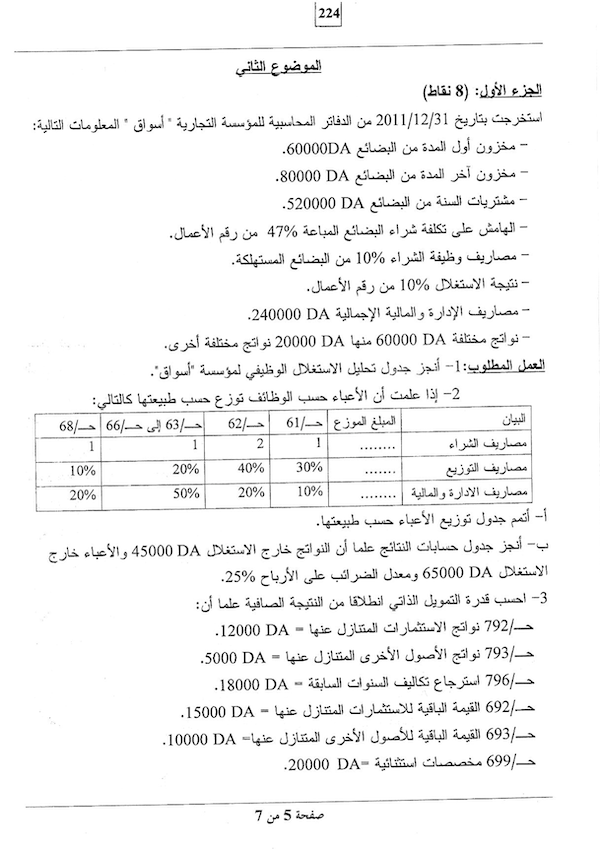 224
الموضوع الثاني
الجزء الأول: (8 نقاط)
استخرجت بتاريخ 2011/12/31 من الدفاتر المحاسبية للمؤسسة التجارية " أسواق " المعلومات التالية:
- مخزون أول المدة من البضائع 60000DA.
- مخزون آخر المدة من البضائع 80000 DA.
- مشتريات السنة من البضائع 520000 DA.
- الهامش على تكلفة شراء البضائع المباعة 47% من رقم الأعمال.
- مصاريف وظيفة الشراء 10% من البضائع المستهلكة.
- نتيجة الاستغلال 10% من رقم الأعمال.
- مصاريف الإدارة والمالية الإجمالية 240000 DA.
- نواتج مختلفة 60000 DA منها 20000 DA نواتج مختلفة أخرى.
العمل المطلوب: 1- أنجز جدول تحليل الاستغلال الوظيفي لمؤسسة "أسواق".
2- إذا علمت أن الأعباء حسب الوظائف توزع حسب طبيعتها كالتالي:
البيان المبلغ الموزع حـ/61 حـ/62 حـ/63 إلى حـ/66 حـ/68
مصاريف الشراء ........ 1 2 1 1
مصاريف التوزيع ....... 30% 40% 20% 10%
مصاريف الادارة والمالية ........ 10% 20% 50% 20%
أ- أتمم جدول توزيع الأعباء حسب طبيعتها.
ب- أنجز جدول حسابات النتائج علما أن النواتج خارج الاستغلال 45000 DA والأعباء خارج
الاستغلال 65000 DA ومعدل الضرائب على الأرباح 25%.
3- احسب قدرة التمويل الذاتي انطلاقا من النتيجة الصافية علما أن:
حـ/792 نواتج الاستثمارات المتنازل عنها = 12000 DA.
حـ/793 نواتج الأصول الأخرى المتنازل عنها = 5000 DA.
حـ/796 استرجاع تكاليف السنوات السابقة = 18000 DA.
حـ/692 القيمة الباقية للاستثمارات المتنازل عنها = 15000 DA.
حـ/693 القيمة الباقية للأصول الأخرى المتنازل عنها= 10000 DA.
حـ/699 مخصصات استثنائية =20000 DA.
صفحة 5 من 7